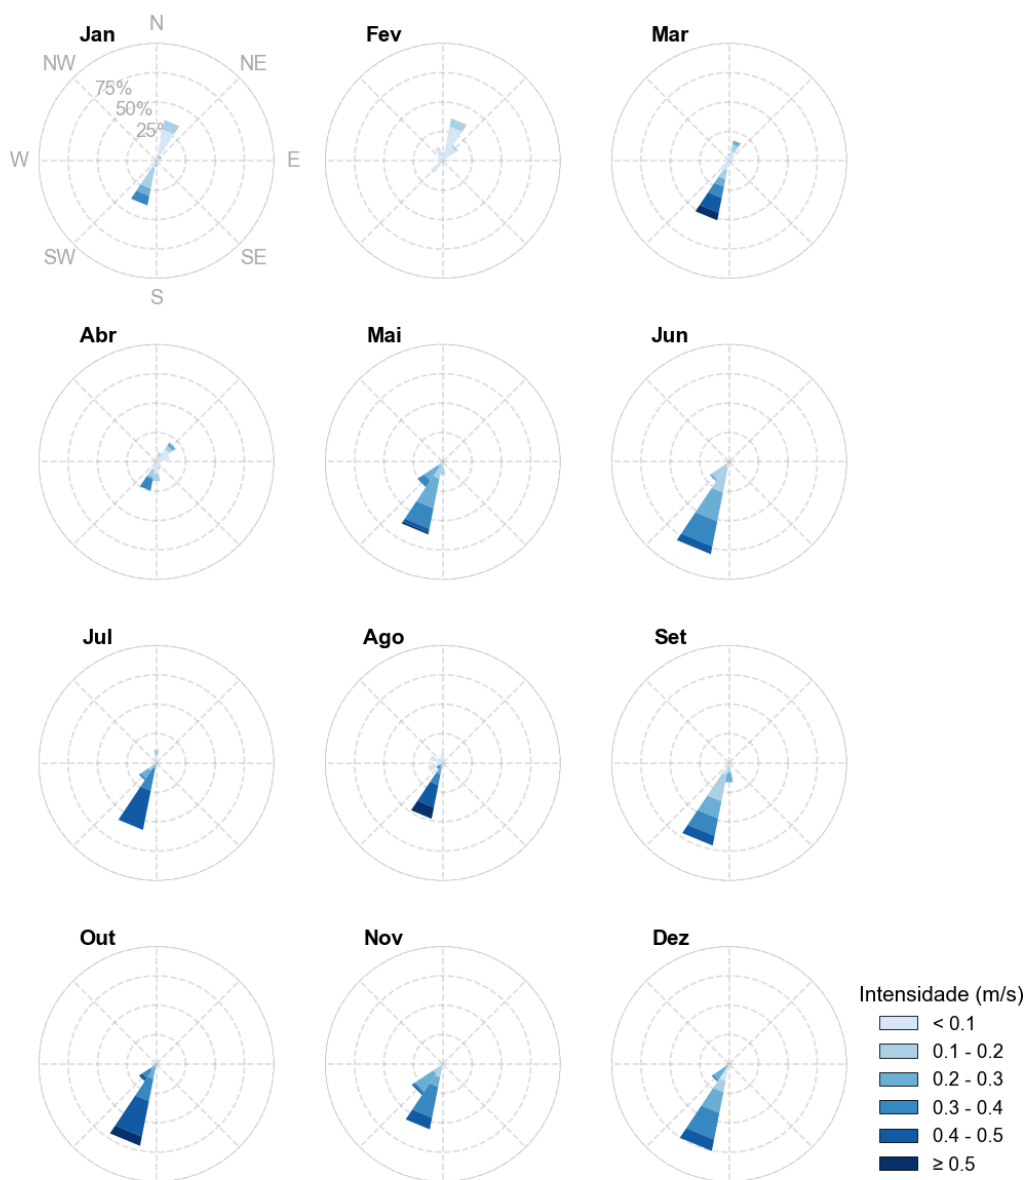 Jan
N
Fev
Mar
NW
NE
75%
50%
25%
W
E
SW
SE
S
Abr
Mai
Jun
Jul
Ago
Set
Out
Nov
Dez
Intensidade (m/s)
< 0.1
0.1 - 0.2
0.2 - 0.3
0.3 - 0.4
0.4 - 0.5
≥ 0.5